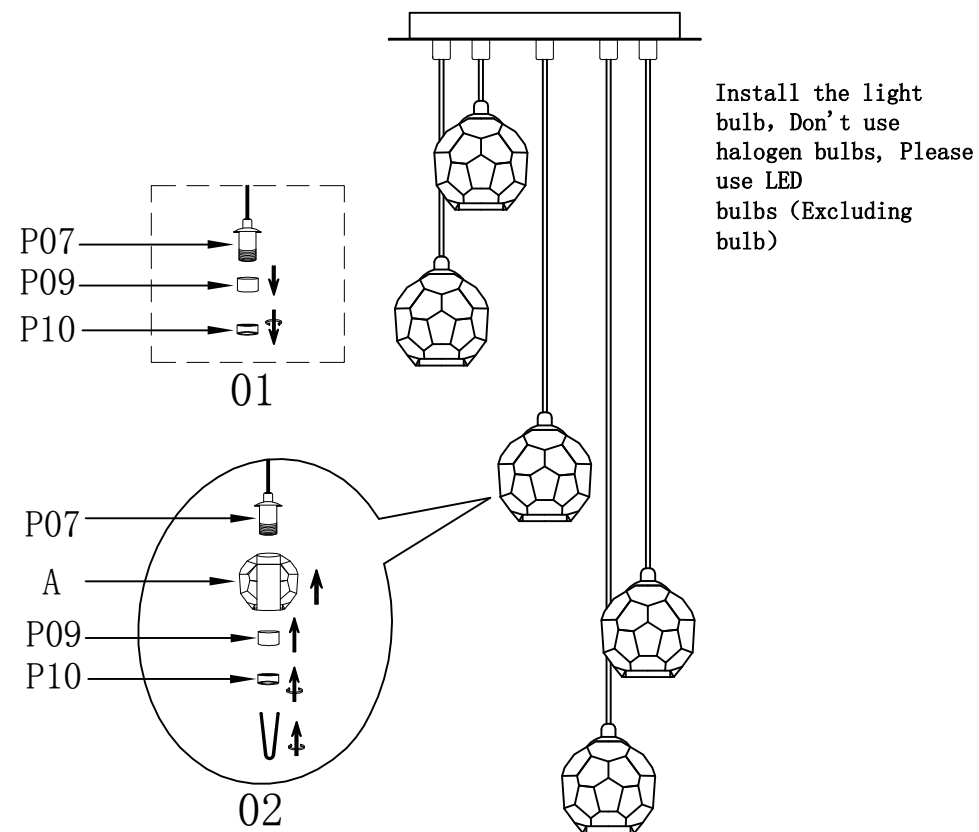 Install the light
bulb, Don't use
halogen bulbs, Please
use LED
bulbs (Excluding
bulb)
P07
P09
P10
01
P07
A
P09
P10
02